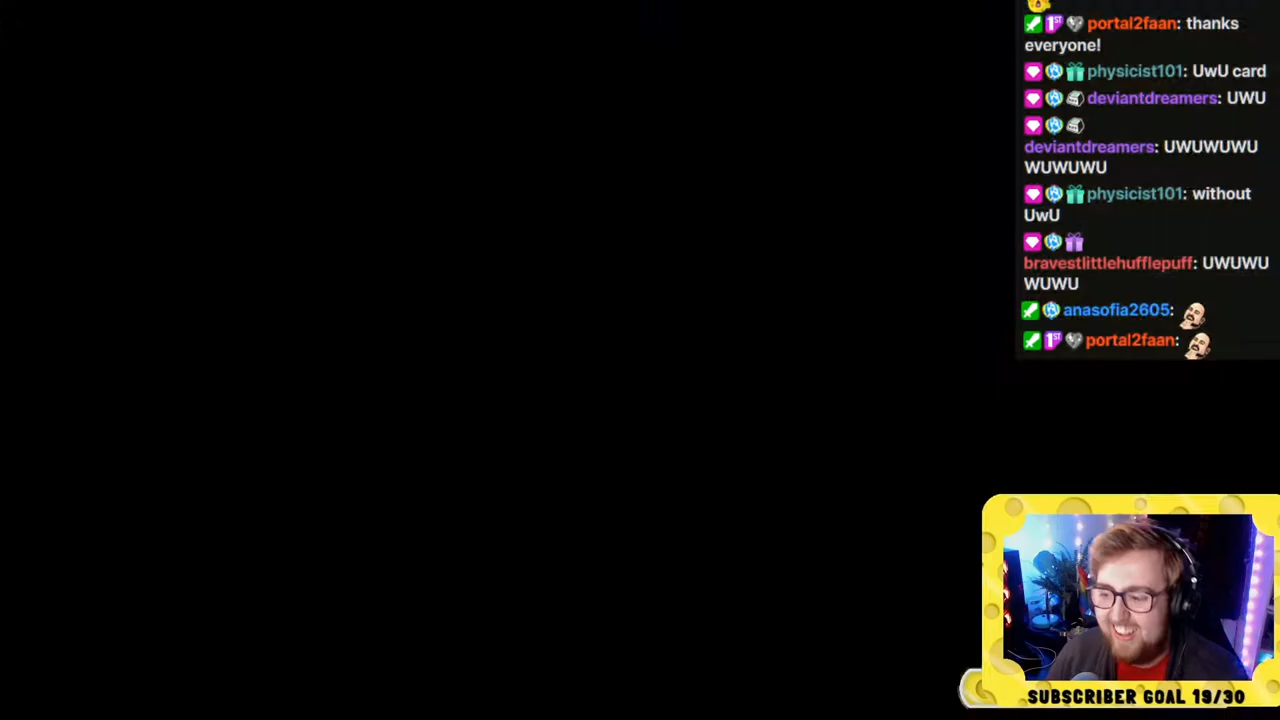 portal2faan: thanks
everyone!
physicist101: UwU card
deviantdreamers: UWU
deviantdreamers: UWUWUWU
WUWUWU
physicist101: without
UwU
bravestlittlehufflepuff: UWUWU
WUWU
anasofia2605:
portal2faan:
SUBSCRIBER GOAL 19/30